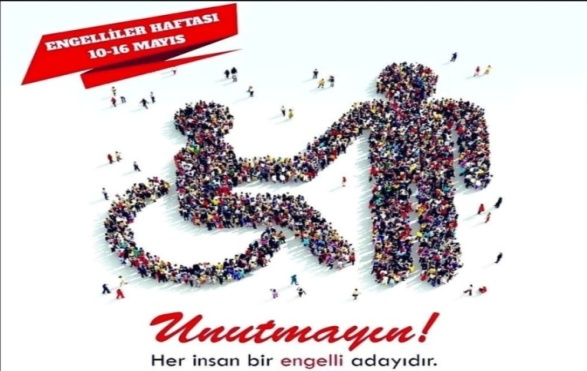 ENGELLİLER HAFTASI
10-16 MAYIS
Unutmayın!
Her insan bir engelli adayıdır.